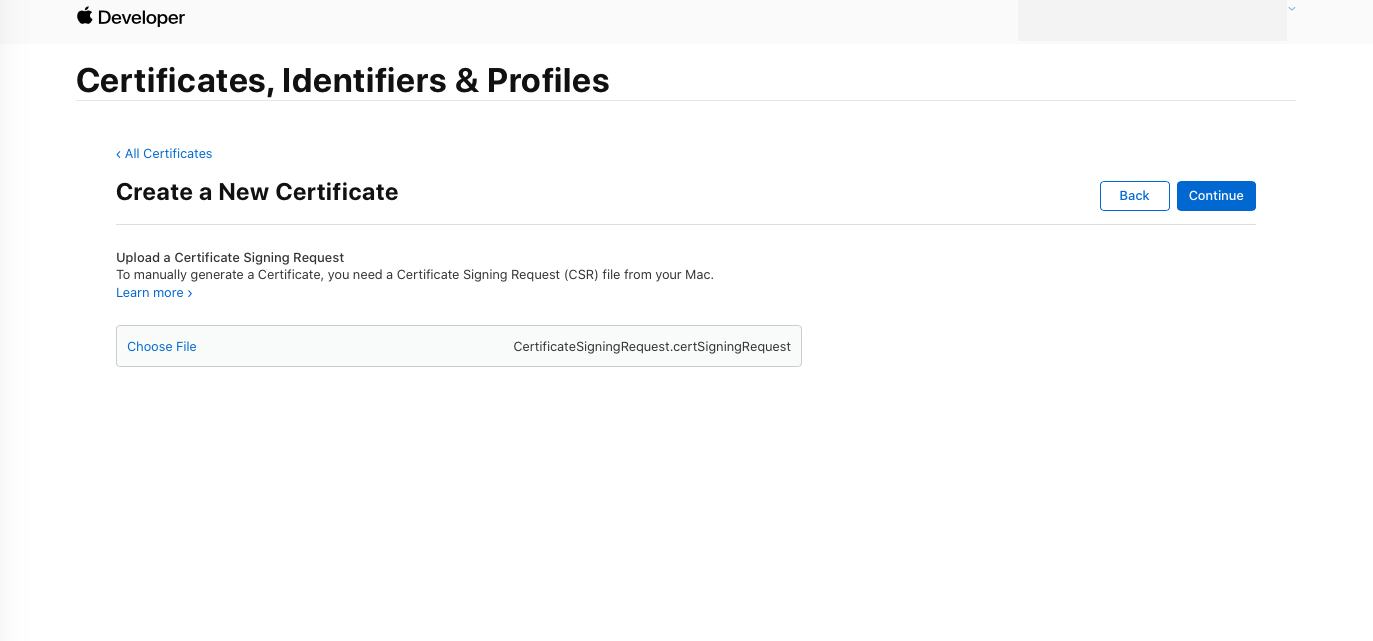 Developer
Certificates, Identifiers & Profiles
‹ All Certificates
Create a New Certificate
Back
Continue
Upload a Certificate Signing Request
To manually generate a Certificate, you need a Certificate Signing Request (CSR) file from your Mac.
Learn more ›
Choose File
CertificateSigningRequest.certSigningRequest